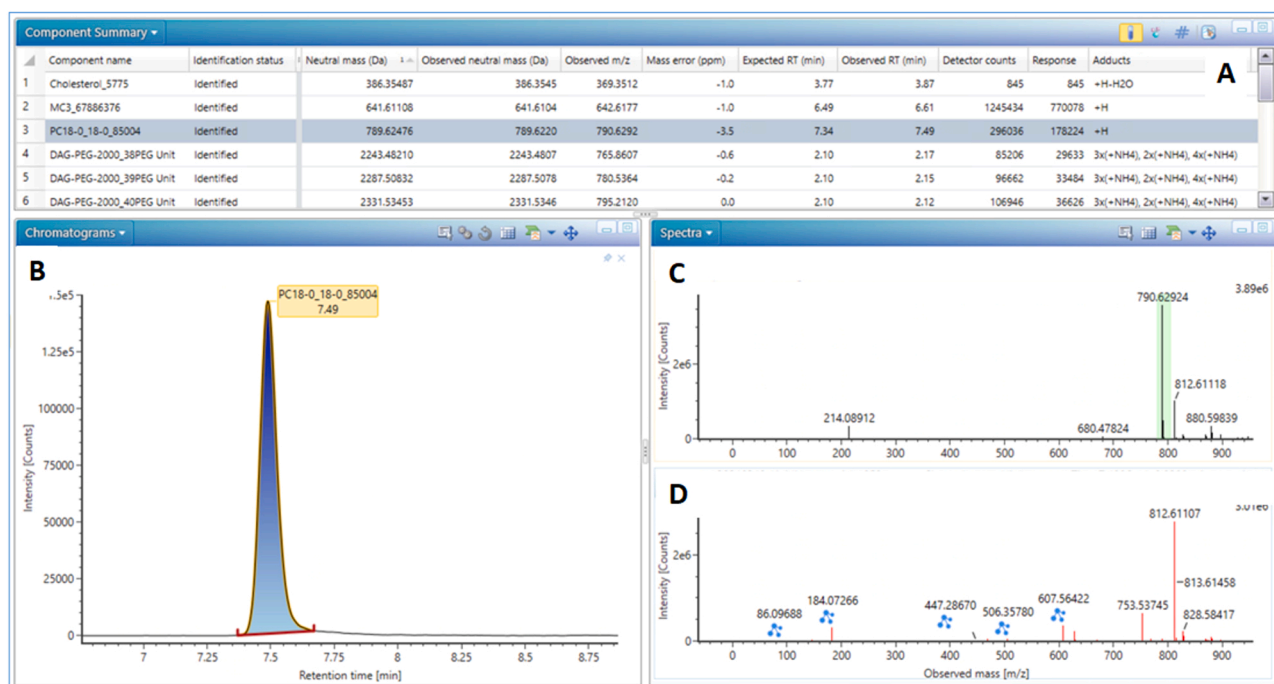 Component Summary
A
Component name Identification status Neutral mass (Da) 1 Observed neutral mass (Da) Observed m/z Mass error (ppm) Expected RT (min) Observed RT (min) Detector counts Response Adducts
1 Cholesterol_5775 Identified 386.35487 386.3545 369.3512 -1.0 3.77 3.87 845 845 +H-H2O
2 MC3_67886376 Identified 641.61108 641.6104 642.6177 -1.0 6.49 6.61 1245434 770078 +H
3 PC18-0_18-0_85004 Identified 789.62476 789.6220 790.6292 -3.5 7.34 7.49 296036 178224 +H
4 DAG-PEG-2000_38PEG Unit Identified 2243.48210 2243.4807 765.8607 -0.6 2.10 2.17 85206 29633 3x(+NH4), 2x(+NH4), 4x(+NH4)
5 DAG-PEG-2000_39PEG Unit Identified 2287.50832 2287.5078 780.5364 -0.2 2.10 2.15 96662 33484 3x(+NH4), 2x(+NH4), 4x(+NH4)
6 DAG-PEG-2000_40PEG Unit Identified 2331.53453 2331.5346 795.2120 0.0 2.10 2.12 106946 36626 3x(+NH4), 2x(+NH4), 4x(+NH4)
Chromatograms
B
PC18-0_18-0_85004
7.49
.5e5
1.25e5
100000
75000
50000
25000
0
Intensity [Counts]
7 7.25 7.5 7.75 8 8.25 8.5 8.75
Retention time [min]
Spectra
C
790.62924
3.89e6
812.61118
214.08912
680.47824
880.59839
2e6
0
Intensity [Counts]
0 100 200 300 400 500 600 700 800 900
D
812.61107
3.01e6
813.61458
184.07266
86.09688
447.28670
506.35780
607.56422
753.53745
828.58417
2e6
0
Intensity [Counts]
0 100 200 300 400 500 600 700 800 900
Observed mass [m/z]